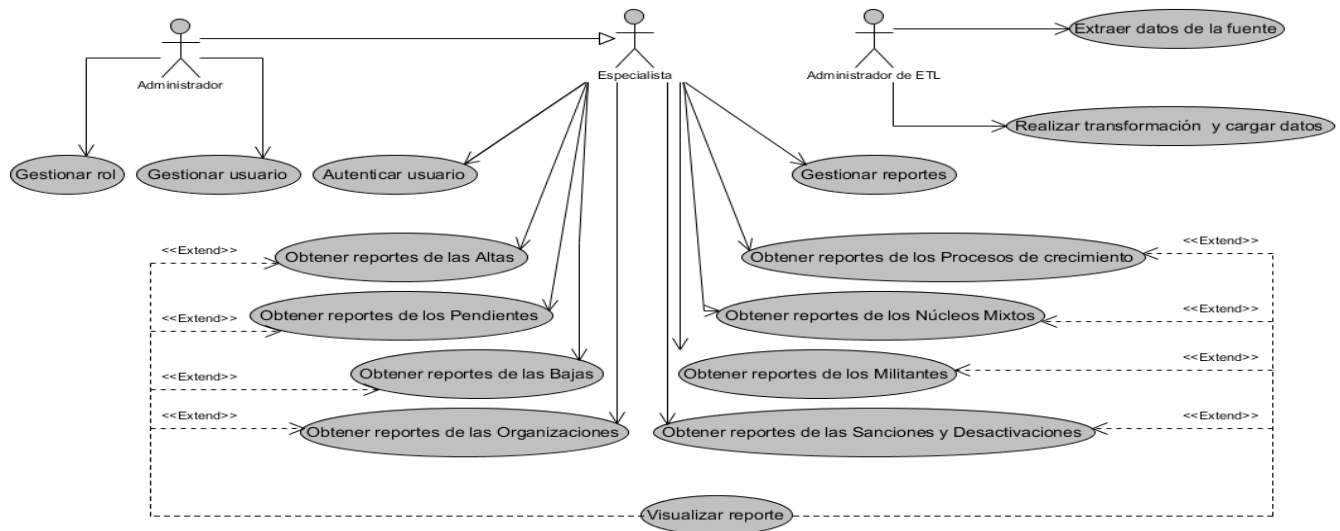 Extraer datos de la fuente
Administrador
Especialista
Administrador de ETL
Realizar transformación y cargar datos
Gestionar rol
Gestionar usuario
Autenticar usuario
Gestionar reportes
<<Extend>>
Obtener reportes de las Altas
Obtener reportes de los Procesos de crecimiento
<<Extend>>
<<Extend>>
Obtener reportes de los Pendientes
Obtener reportes de los Núcleos Mixtos
<<Extend>>
<<Extend>>
Obtener reportes de las Bajas
Obtener reportes de los Militantes
<<Extend>>
<<Extend>>
Obtener reportes de las Organizaciones
Obtener reportes de las Sanciones y Desactivaciones
<<Extend>>
Visualizar reporte